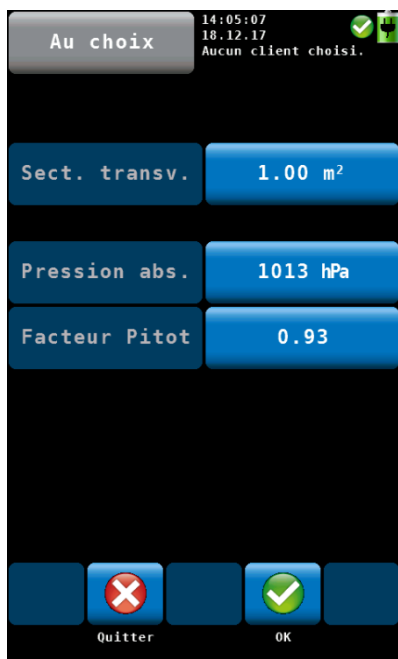 Au choix
14:05:07
18.12.17
Aucun client choisi.
Sect. transv.
1.00 m²
Pression abs.
1013 hPa
Facteur Pitot
0.93
Quitter
OK